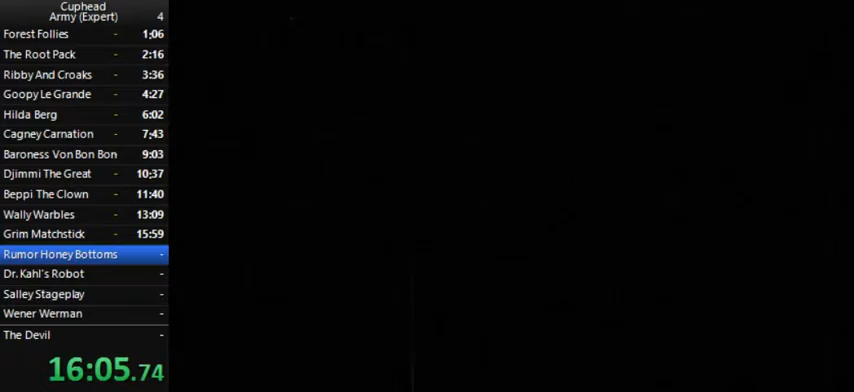 Cuphead
Army (Expert) 4
Forest Follies - 1:06
The Root Pack - 2:16
Ribby And Croaks - 3:36
Goopy Le Grande - 4:27
Hilda Berg - 6:02
Cagney Carnation - 7:43
Baroness Von Bon Bon 9:03
Djimmi The Great - 10:37
Beppi The Clown - 11:40
Wally Warbles - 13:09
Grim Matchstick - 15:59
Rumor Honey Bottoms -
Dr. Kahl's Robot -
Salley Stageplay -
Wener Werman -
The Devil -
16:05.74